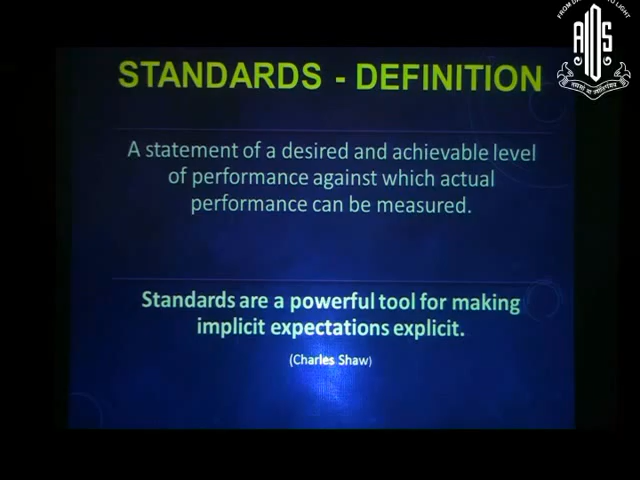 STANDARDS - DEFINITION
A statement of a desired and achievable level
of performance against which actual
performance can be measured.
Standards are a powerful tool for making
implicit expectations explicit.
(Charles Shaw)
AIOS